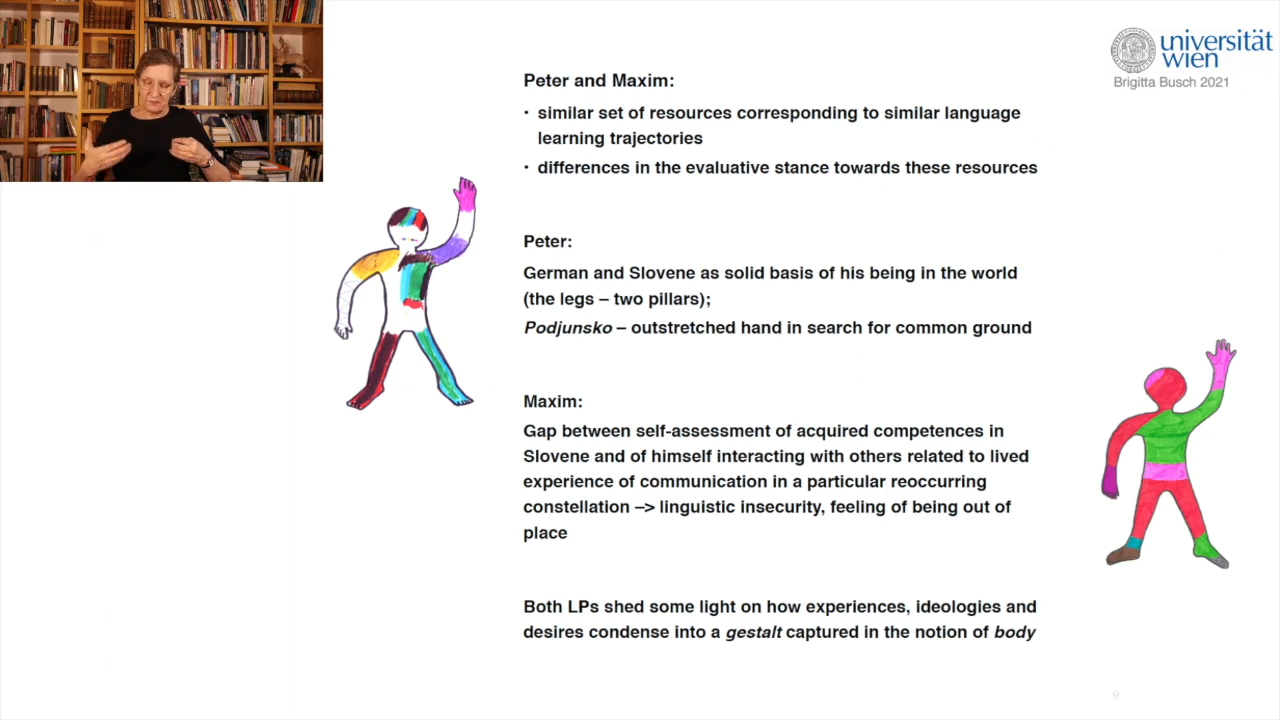 universität
wien
Brigitta Busch 2021
Peter and Maxim:
· similar set of resources corresponding to similar language
learning trajectories
· differences in the evaluative stance towards these resources
Peter:
German and Slovene as solid basis of his being in the world
(the legs – two pillars);
Podjunsko – outstretched hand in search for common ground
Maxim:
Gap between self-assessment of acquired competences in
Slovene and of himself interacting with others related to lived
experience of communication in a particular reoccurring
constellation –> linguistic insecurity, feeling of being out of
place
Both LPs shed some light on how experiences, ideologies and
desires condense into a gestalt captured in the notion of body
9